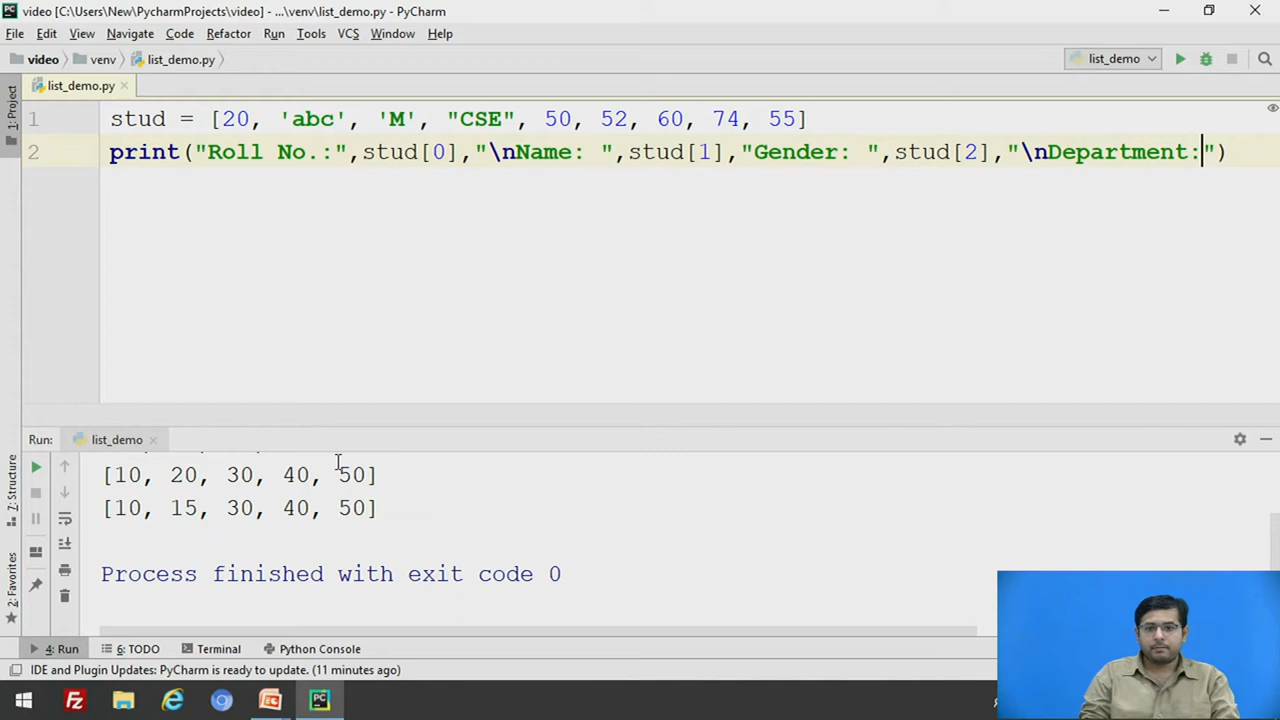 video [C:\Users\New\PycharmProjects\video] - ...\venv\list_demo.py - PyCharm
File Edit View Navigate Code Refactor Run Tools VCS Window Help
video venv list_demo.py list_demo
1: Project
list_demo.py
1 stud = [20, 'abc', 'M', "CSE", 50, 52, 60, 74, 55]
2 print("Roll No.:",stud[0],"\nName: ",stud[1],"Gender: ",stud[2],"\nDepartment:")
Run: list_demo
[10, 20, 30, 40, 50]
[10, 15, 30, 40, 50]
Process finished with exit code 0
7: Structure
2: Favorites
4: Run 6: TODO Terminal Python Console
IDE and Plugin Updates: PyCharm is ready to update. (11 minutes ago)